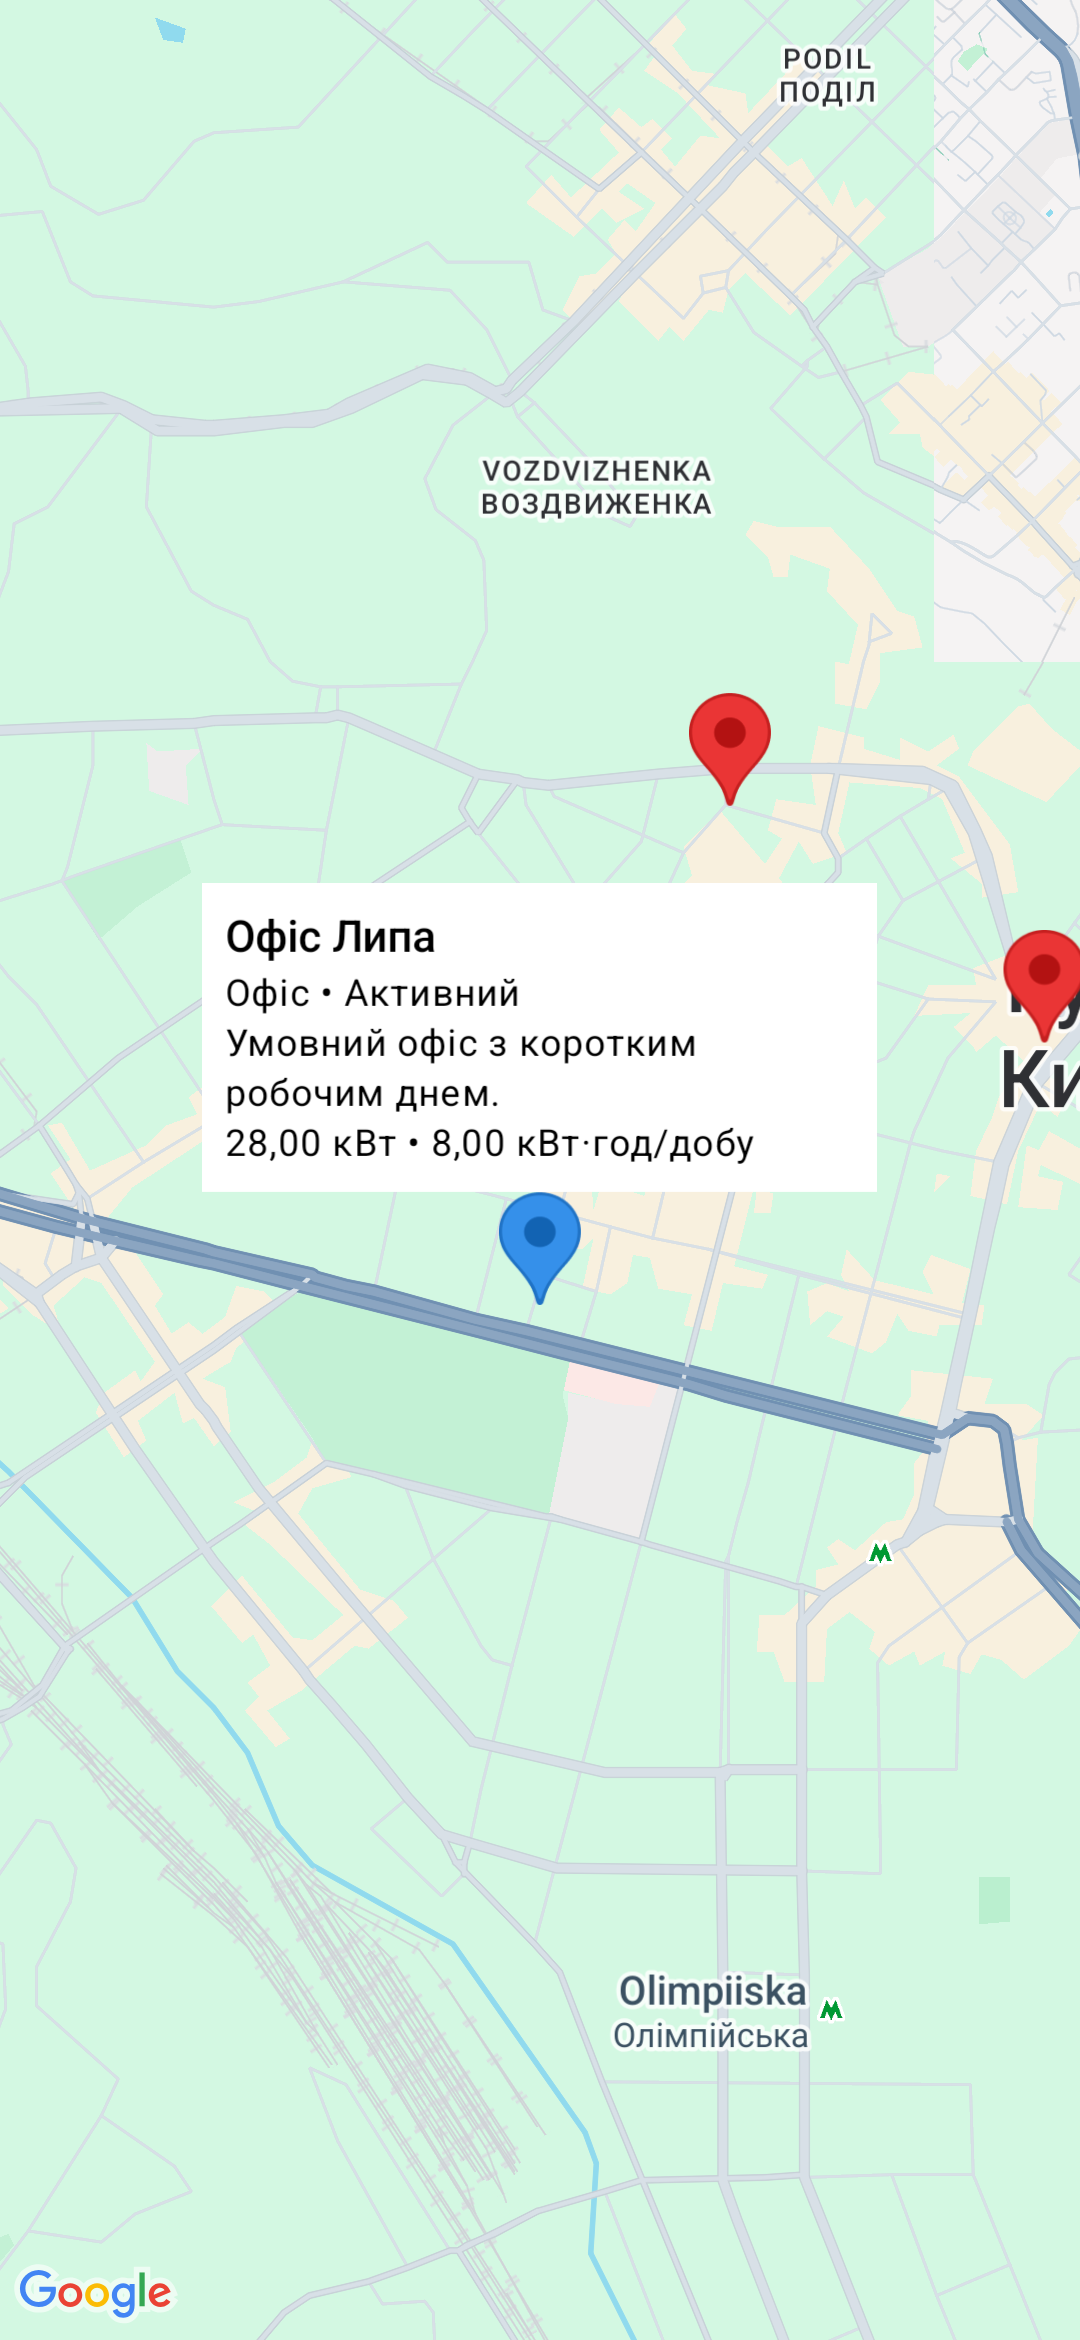 PODIL
ПОДІЛ
VOZDVIZHENKA
ВОЗДВИЖЕНКА
Офіс Липа
Офіс • Активний
Умовний офіс з коротким
робочим днем.
28,00 кВт • 8,00 кВт·год/добу
Ки
Olimpiiska
Олімпійська
Google